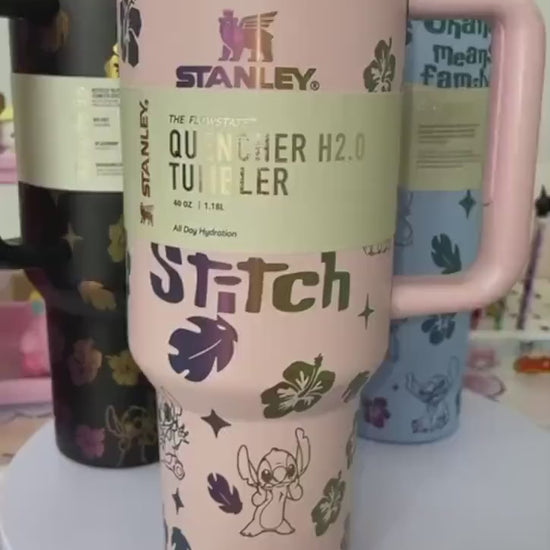 STANLEY®
THE FLOWSTATE™
QUENCHER H2.0
TUMBLER
40 OZ | 1.18L
All Day Hydration
STANLEY
Stitch
Ohana
means
family